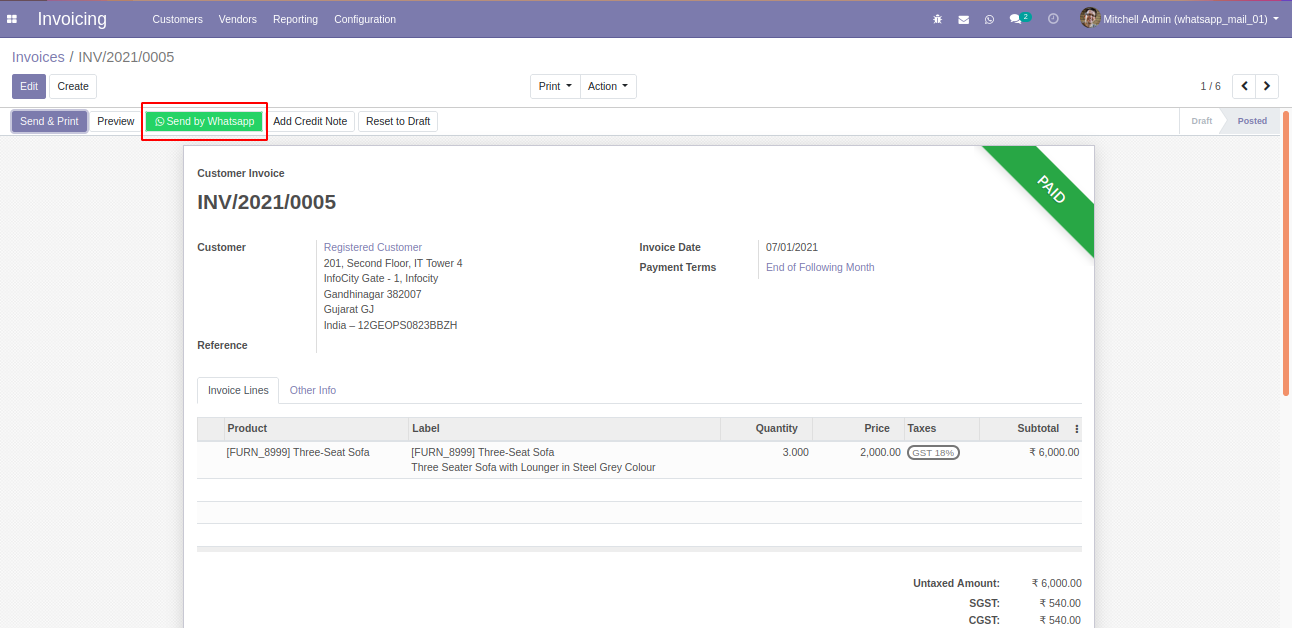 Invoicing Customers Vendors Reporting Configuration 2 Mitchell Admin (whatsapp_mail_01)
Invoices / INV/2021/0005
Edit Create Print Action 1 / 6
Send & Print Preview Send by Whatsapp Add Credit Note Reset to Draft Draft Posted
PAID
Customer Invoice
INV/2021/0005
Customer Registered Customer Invoice Date 07/01/2021
201, Second Floor, IT Tower 4
Payment Terms End of Following Month
InfoCity Gate - 1, Infocity
Gandhinagar 382007
Gujarat GJ
India – 12GEOPS0823BBZH
Reference
Invoice Lines Other Info
Product Label Quantity Price Taxes Subtotal
[FURN_8999] Three-Seat Sofa [FURN_8999] Three-Seat Sofa 3.000 2,000.00 GST 18% ₹ 6,000.00
Three Seater Sofa with Lounger in Steel Grey Colour
Untaxed Amount: ₹ 6,000.00
SGST: ₹ 540.00
CGST: ₹ 540.00